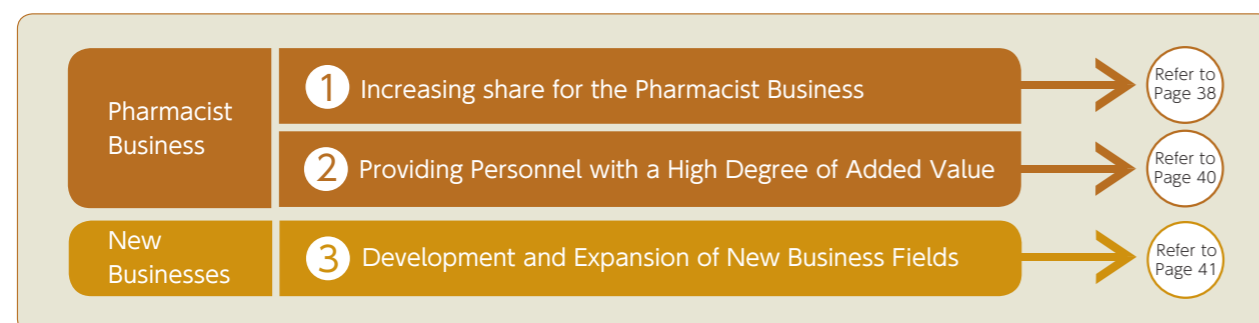 Pharmacist
Business
1 Increasing share for the Pharmacist Business
Refer to
Page 38
2 Providing Personnel with a High Degree of Added Value
Refer to
Page 40
New
Businesses
3 Development and Expansion of New Business Fields
Refer to
Page 41